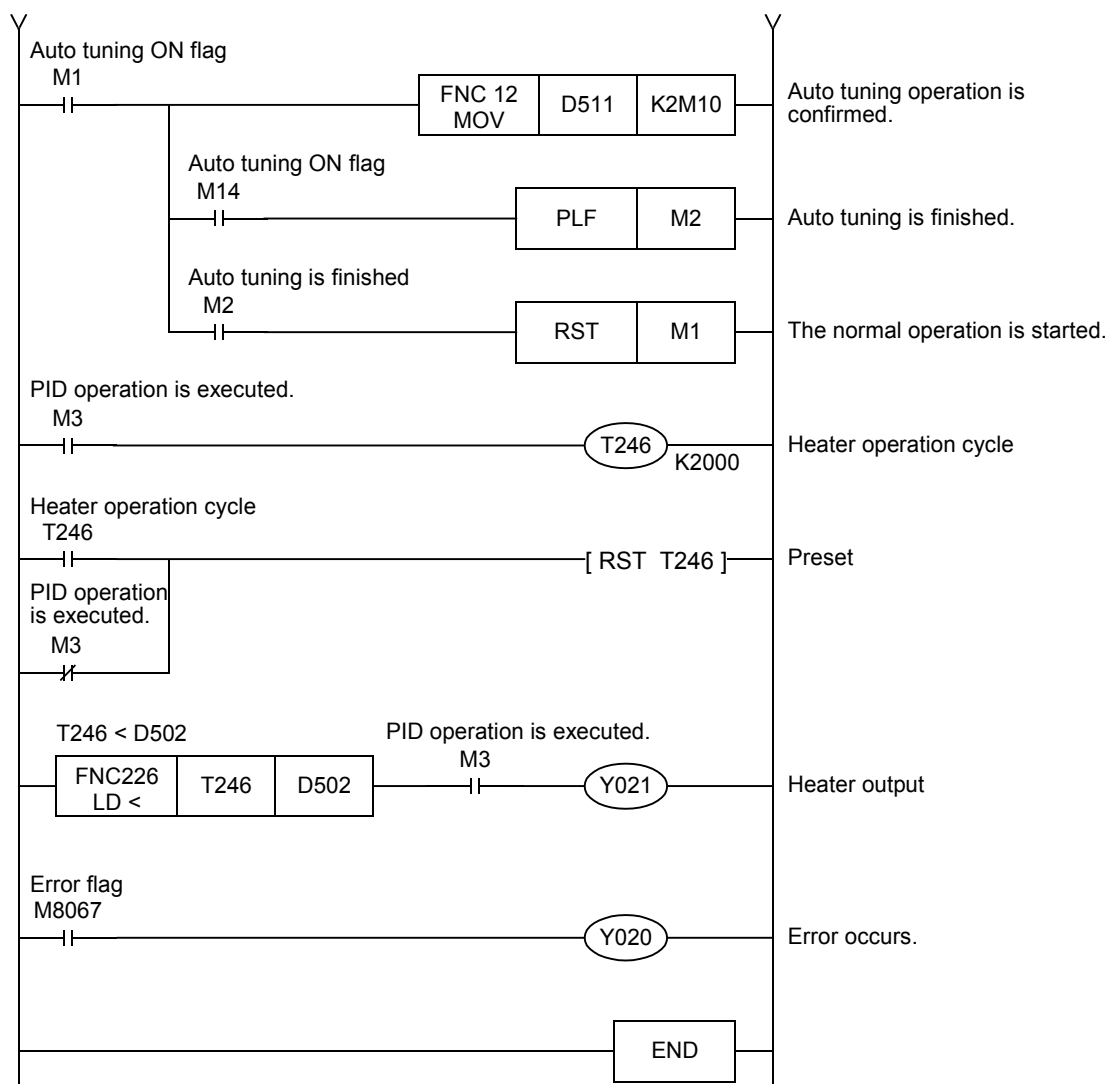 Auto tuning ON flag
M1
FNC 12
MOV
D511
K2M10
Auto tuning operation is
confirmed.
Auto tuning ON flag
M14
PLF
M2
Auto tuning is finished.
Auto tuning is finished
M2
RST
M1
The normal operation is started.
PID operation is executed.
M3
T246
K2000
Heater operation cycle
Heater operation cycle
T246
[ RST T246 ]
Preset
PID operation
is executed.
M3
T246 < D502
FNC226
LD <
T246
D502
PID operation is executed.
M3
Y021
Heater output
Error flag
M8067
Y020
Error occurs.
END